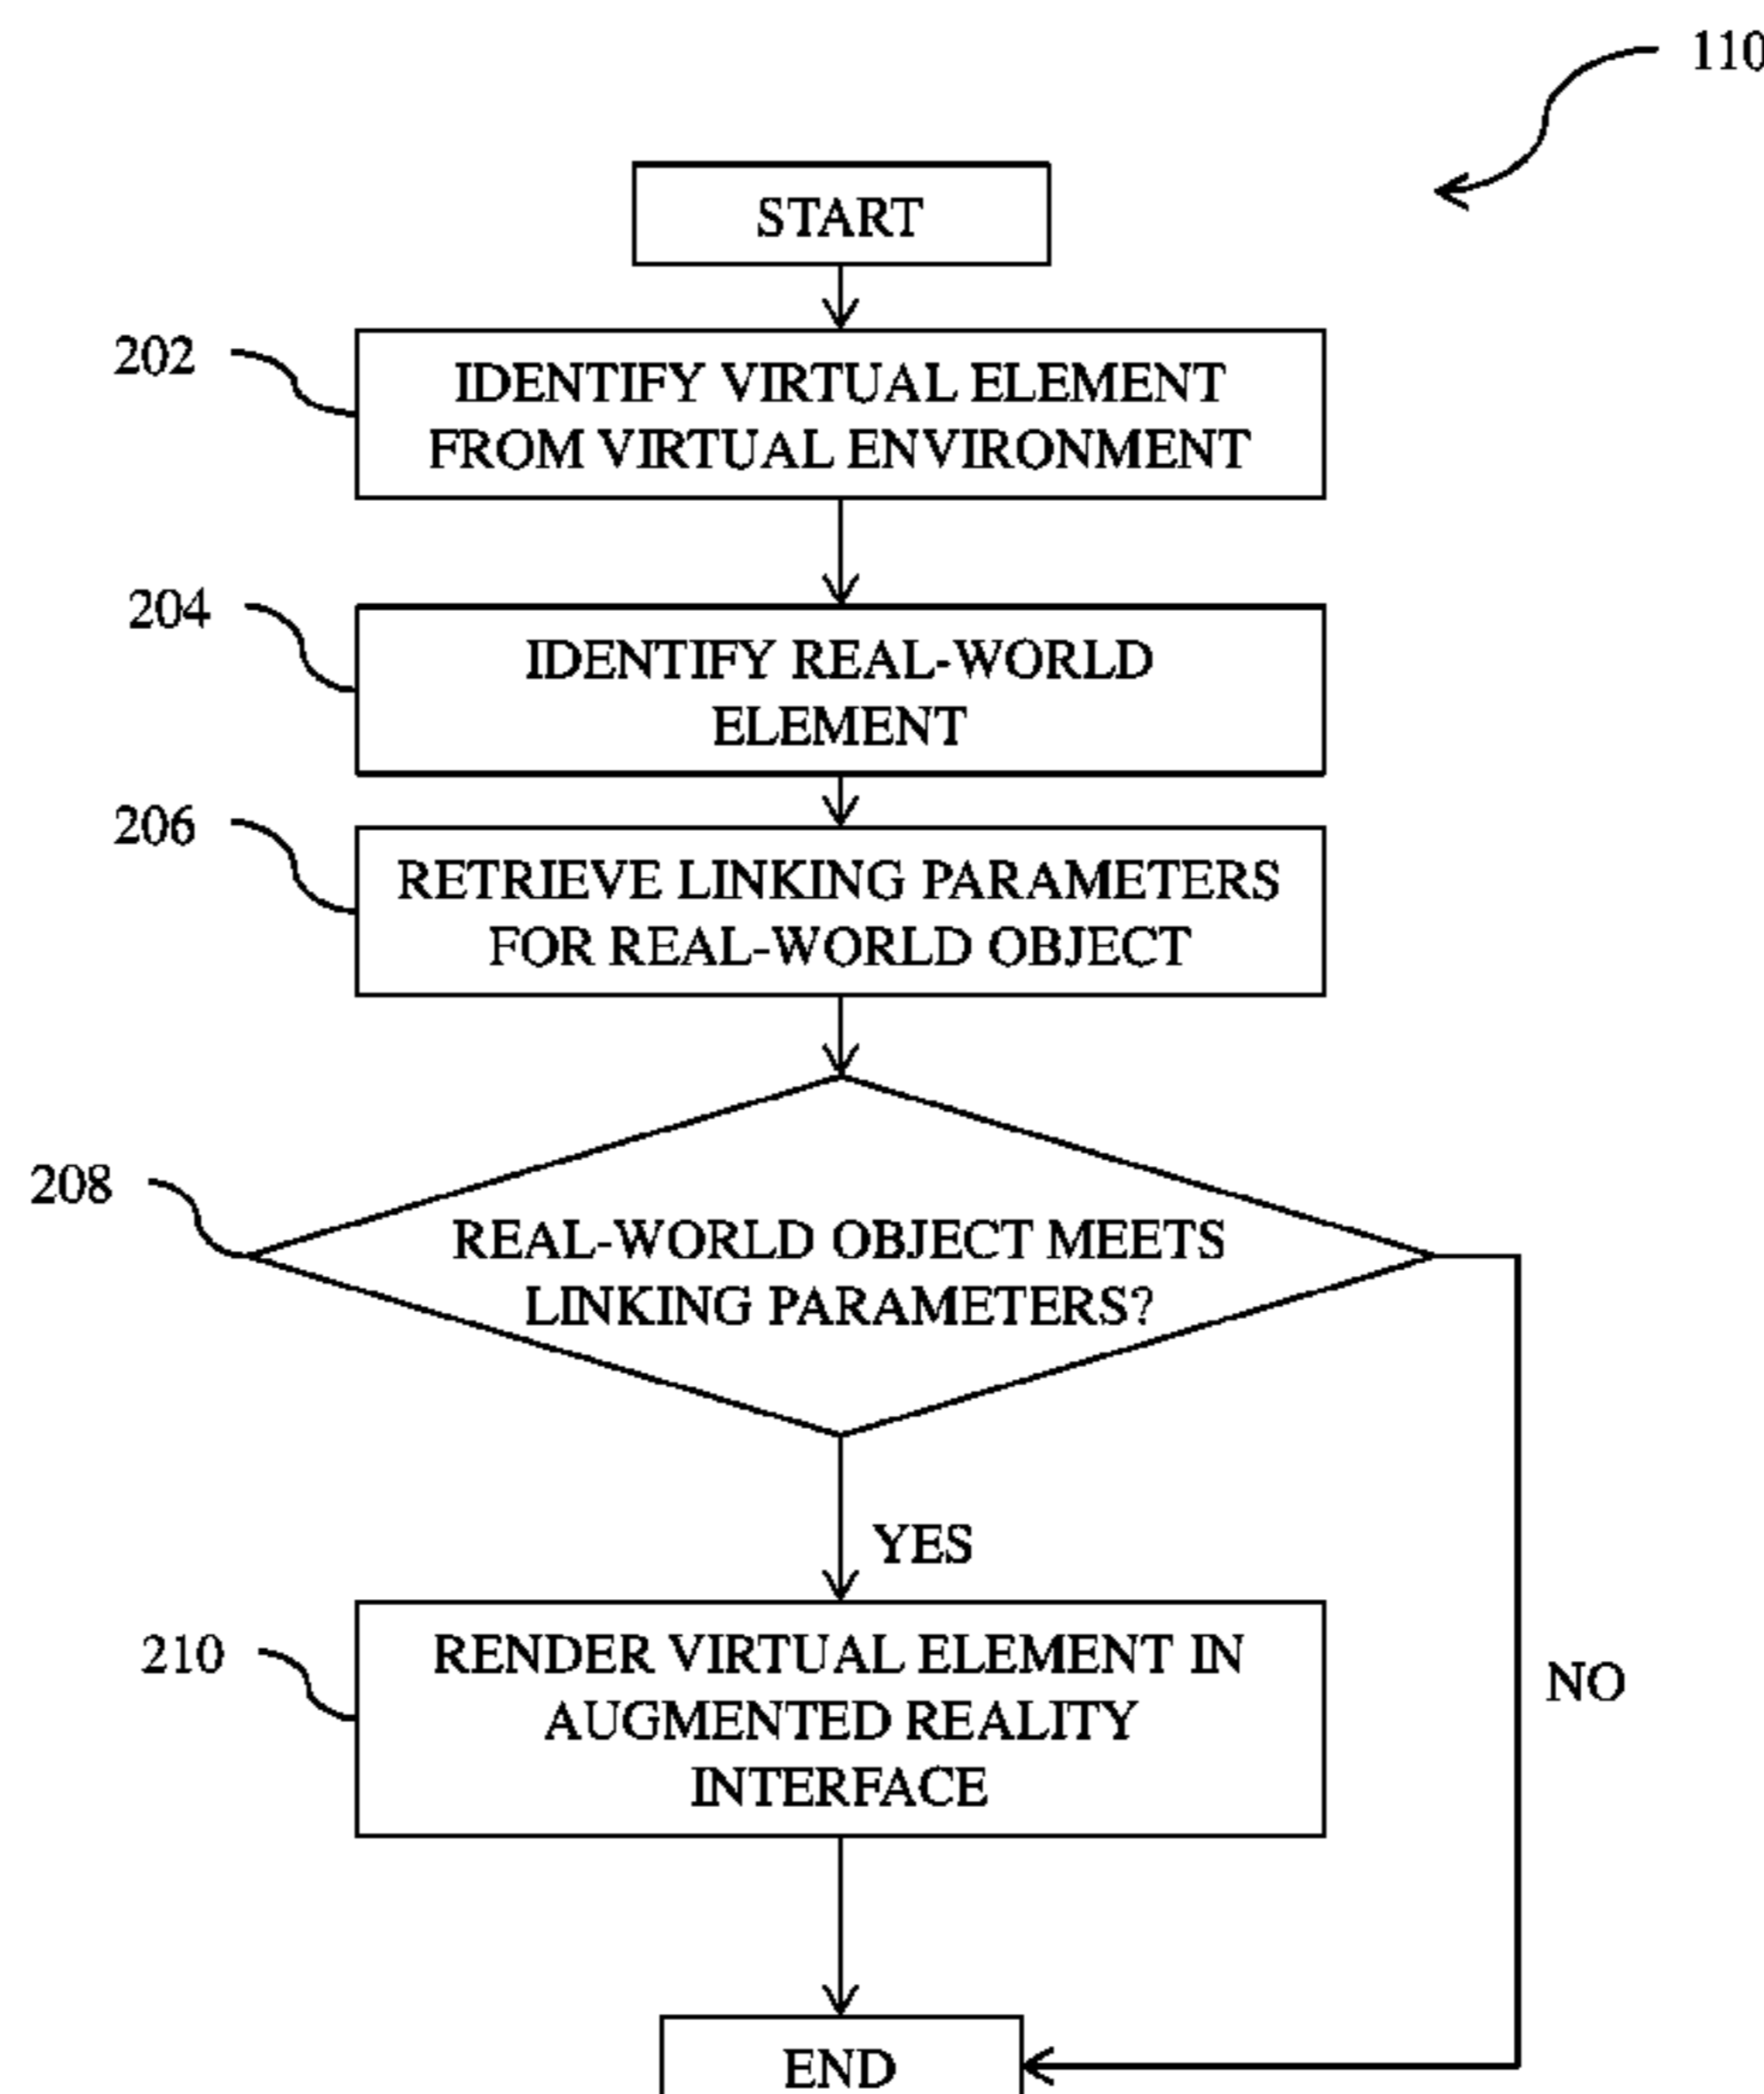 110
START
202
IDENTIFY VIRTUAL ELEMENT
FROM VIRTUAL ENVIRONMENT
204
IDENTIFY REAL-WORLD
ELEMENT
206
RETRIEVE LINKING PARAMETERS
FOR REAL-WORLD OBJECT
208
REAL-WORLD OBJECT MEETS
LINKING PARAMETERS?
YES
210
RENDER VIRTUAL ELEMENT IN
AUGMENTED REALITY
INTERFACE
NO
END